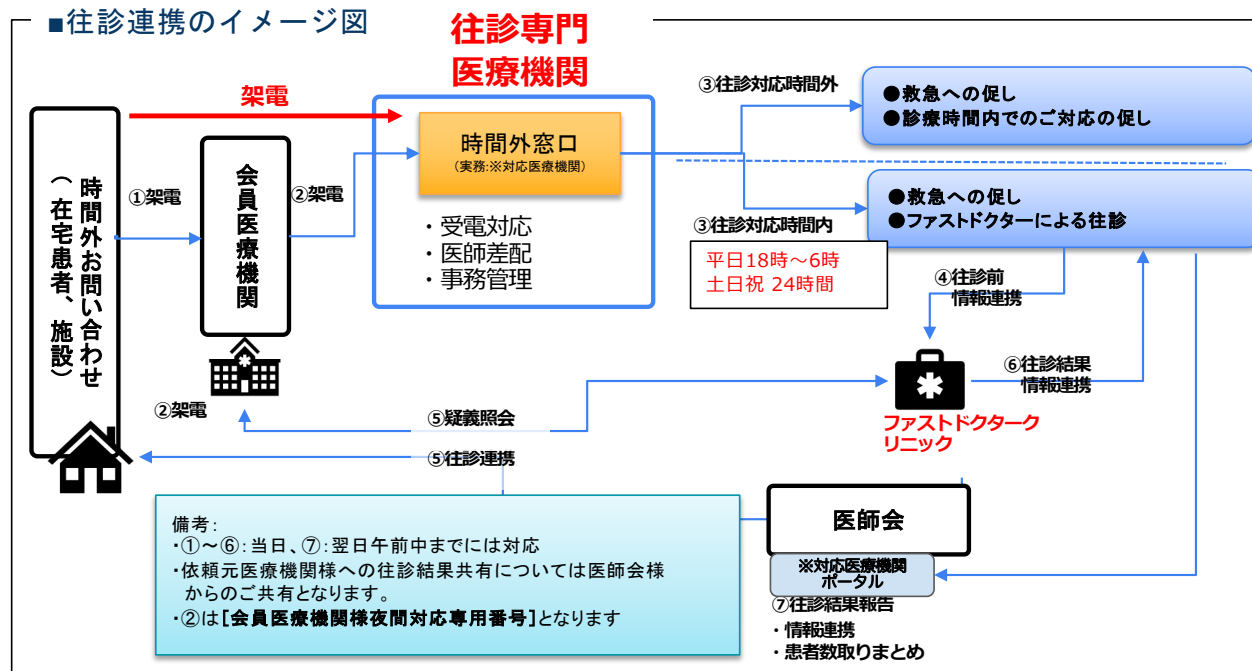 ■往診連携のイメージ図
往診専門
医療機関
架電
時間外お問い合わせ
（在宅患者、施設）
①架電
会員医療機関
②架電
時間外窓口
(実務:※対応医療機関)
・受電対応
・医師差配
・事務管理
③往診対応時間外
●救急への促し
●診療時間内でのご対応の促し
③往診対応時間内
平日18時～6時
土日祝 24時間
●救急への促し
●ファストドクターによる往診
④往診前
情報連携
⑥往診結果
情報連携
ファストドクターク
リニック
②架電
⑤疑義照会
⑤往診連携
備考：
・①～⑥：当日、⑦：翌日午前中までには対応
・依頼元医療機関様への往診結果共有については医師会様
からのご共有となります。
・②は[会員医療機関様夜間対応専用番号]となります
医師会
※対応医療機関
ポータル
⑦往診結果報告
・情報連携
・患者数取りまとめ